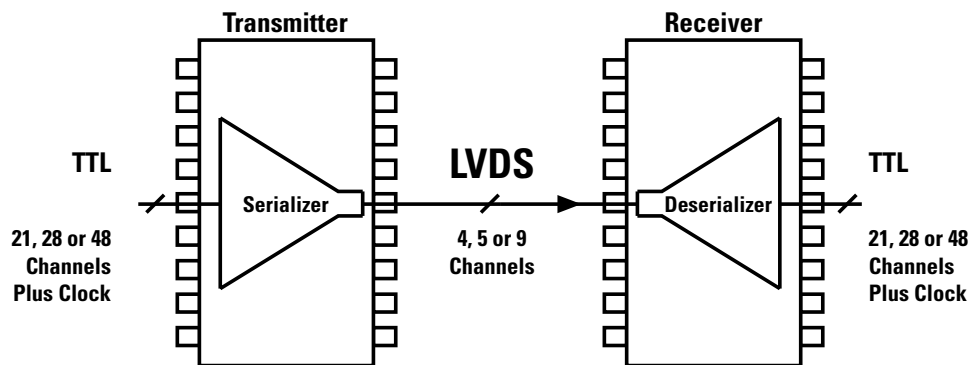 Transmitter
Receiver
TTL
LVDS
TTL
Serializer
Deserializer
21, 28 or 48
Channels
Plus Clock
4, 5 or 9
Channels
21, 28 or 48
Channels
Plus Clock